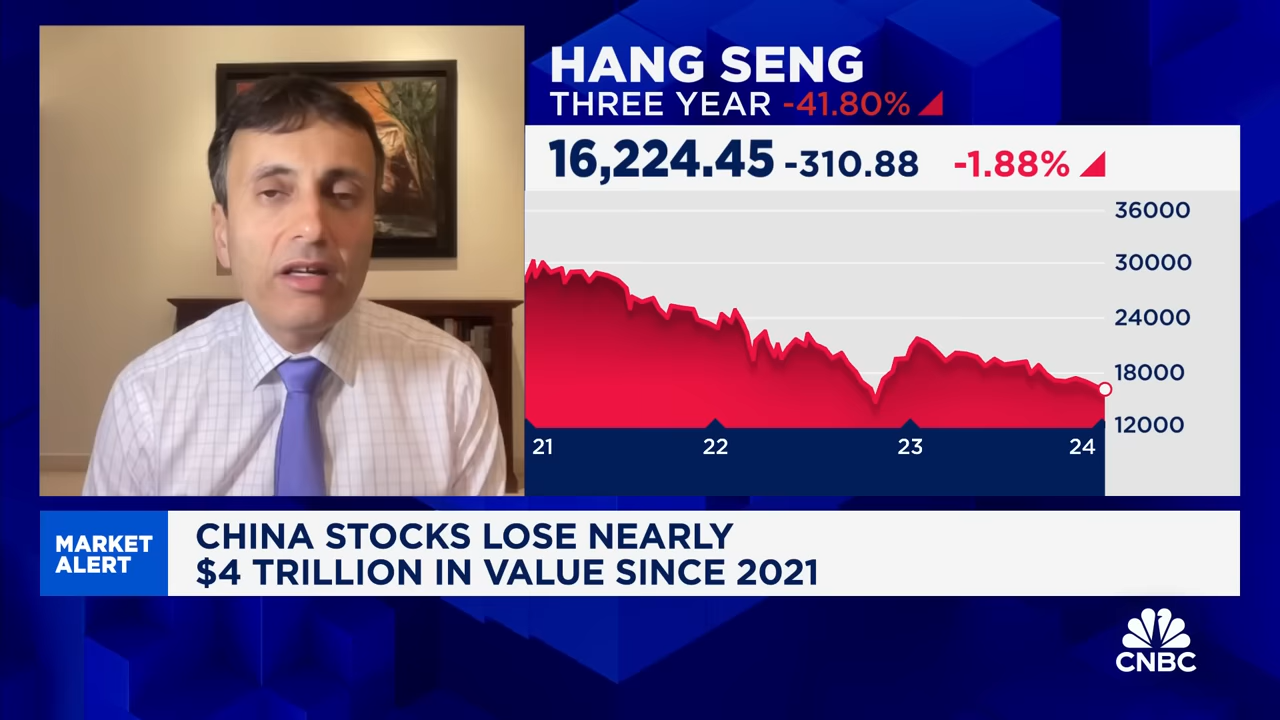 HANG SENG
THREE YEAR -41.80%
16,224.45 -310.88 -1.88%
36000
30000
24000
18000
12000
21 22 23 24
MARKET ALERT
CHINA STOCKS LOSE NEARLY
$4 TRILLION IN VALUE SINCE 2021
CNBC